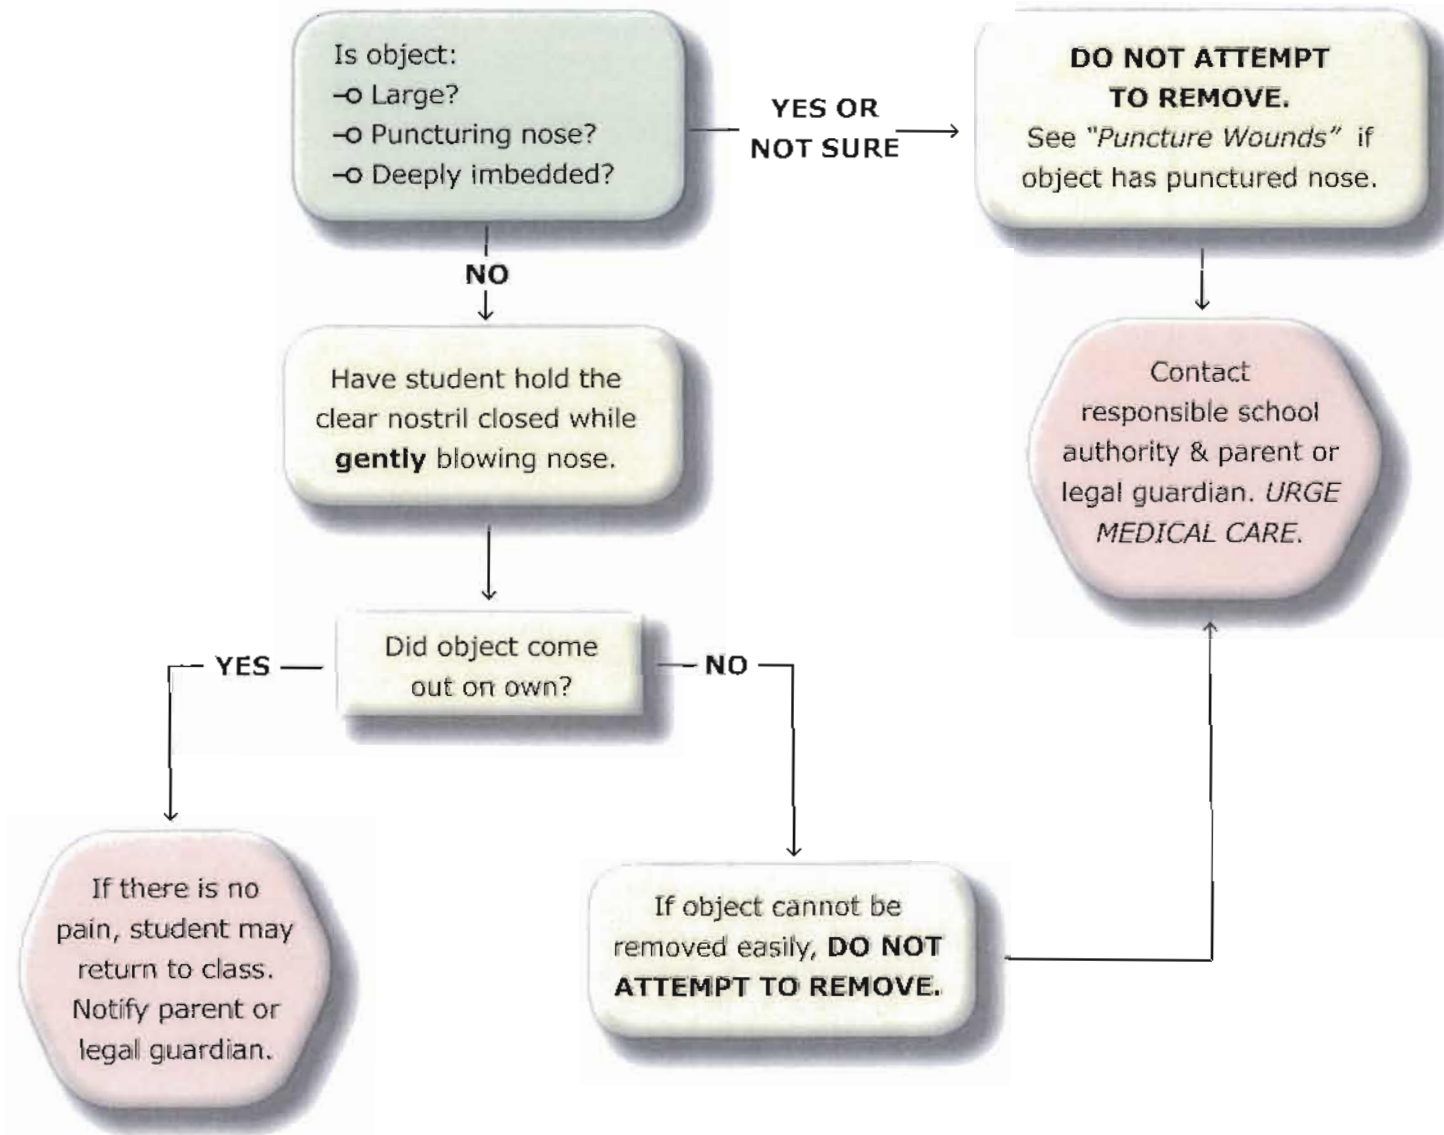 Is object:
Large?
Puncturing nose?
Deeply imbedded?
YES OR
NOT SURE
DO NOT ATTEMPT
TO REMOVE.
See "Puncture Wounds" if
object has punctured nose.
NO
Have student hold the
clear nostril closed while
gently blowing nose.
Contact
responsible school
authority & parent or
legal guardian. URGE
MEDICAL CARE.
Did object come
out on own?
YES
NO
If there is no
pain, student may
return to class.
Notify parent or
legal guardian.
If object cannot be
removed easily, DO NOT
ATTEMPT TO REMOVE.